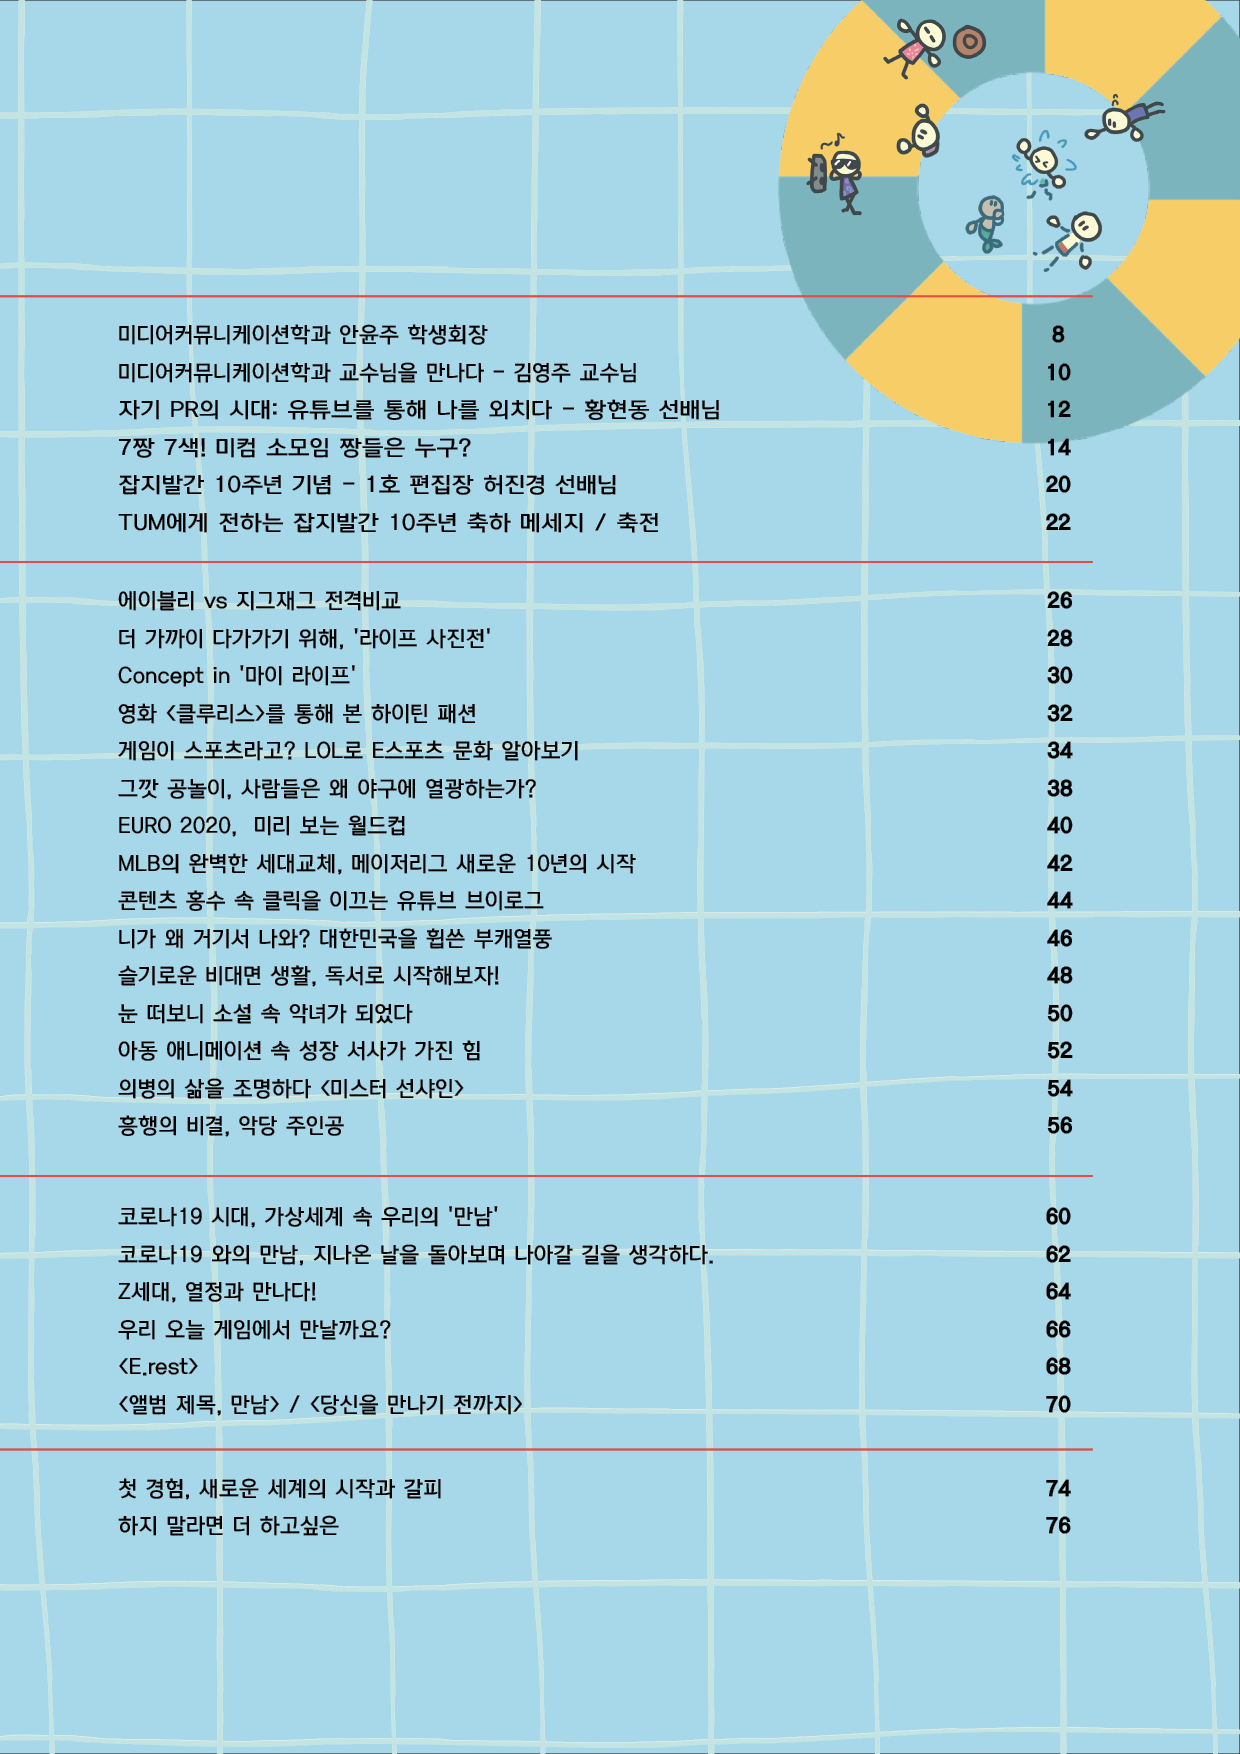 미디어커뮤니케이션학과 안윤주 학생회장 8
미디어커뮤니케이션학과 교수님을 만나다 - 김영주 교수님 10
자기 PR의 시대: 유튜브를 통해 나를 외치다 - 황현동 선배님 12
7짱 7색! 미컴 소모임 짱들은 누구? 14
잡지발간 10주년 기념 - 1호 편집장 허진경 선배님 20
TUM에게 전하는 잡지발간 10주년 축하 메세지 / 축전 22
에이블리 vs 지그재그 전격비교 26
더 가까이 다가가기 위해, '라이프 사진전' 28
Concept in '마이 라이프' 30
영화 <클루리스>를 통해 본 하이틴 패션 32
게임이 스포츠라고? LOL로 E스포츠 문화 알아보기 34
그깟 공놀이, 사람들은 왜 야구에 열광하는가? 38
EURO 2020, 미리 보는 월드컵 40
MLB의 완벽한 세대교체, 메이저리그 새로운 10년의 시작 42
콘텐츠 홍수 속 클릭을 이끄는 유튜브 브이로그 44
니가 왜 거기서 나와? 대한민국을 휩쓴 부캐열풍 46
슬기로운 비대면 생활, 독서로 시작해보자! 48
눈 떠보니 소설 속 악녀가 되었다 50
아동 애니메이션 속 성장 서사가 가진 힘 52
의병의 삶을 조명하다 <미스터 선샤인> 54
흥행의 비결, 악당 주인공 56
코로나19 시대, 가상세계 속 우리의 '만남' 60
코로나19 와의 만남, 지나온 날을 돌아보며 나아갈 길을 생각하다. 62
Z세대, 열정과 만나다! 64
우리 오늘 게임에서 만날까요? 66
<E.rest> 68
<앨범 제목, 만남> / <당신을 만나기 전까지> 70
첫 경험, 새로운 세계의 시작과 갈피 74
하지 말라면 더 하고싶은 76